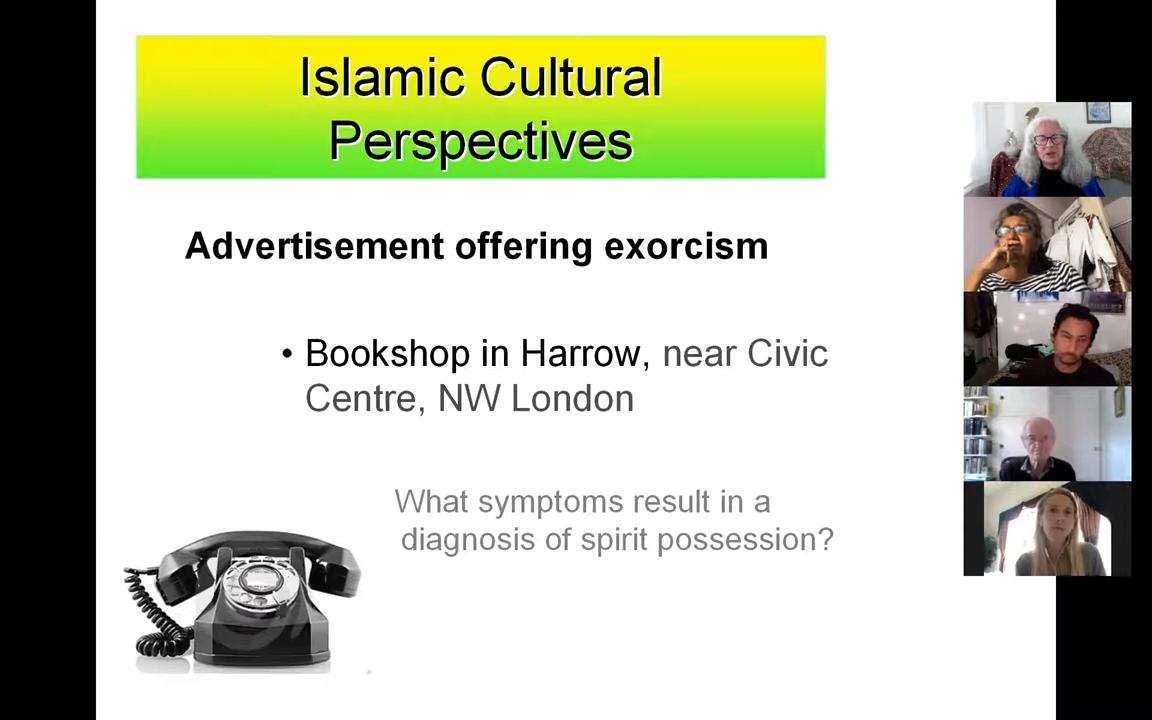 Islamic Cultural
Perspectives
Advertisement offering exorcism
• Bookshop in Harrow, near Civic
Centre, NW London
What symptoms result in a
diagnosis of spirit possession?